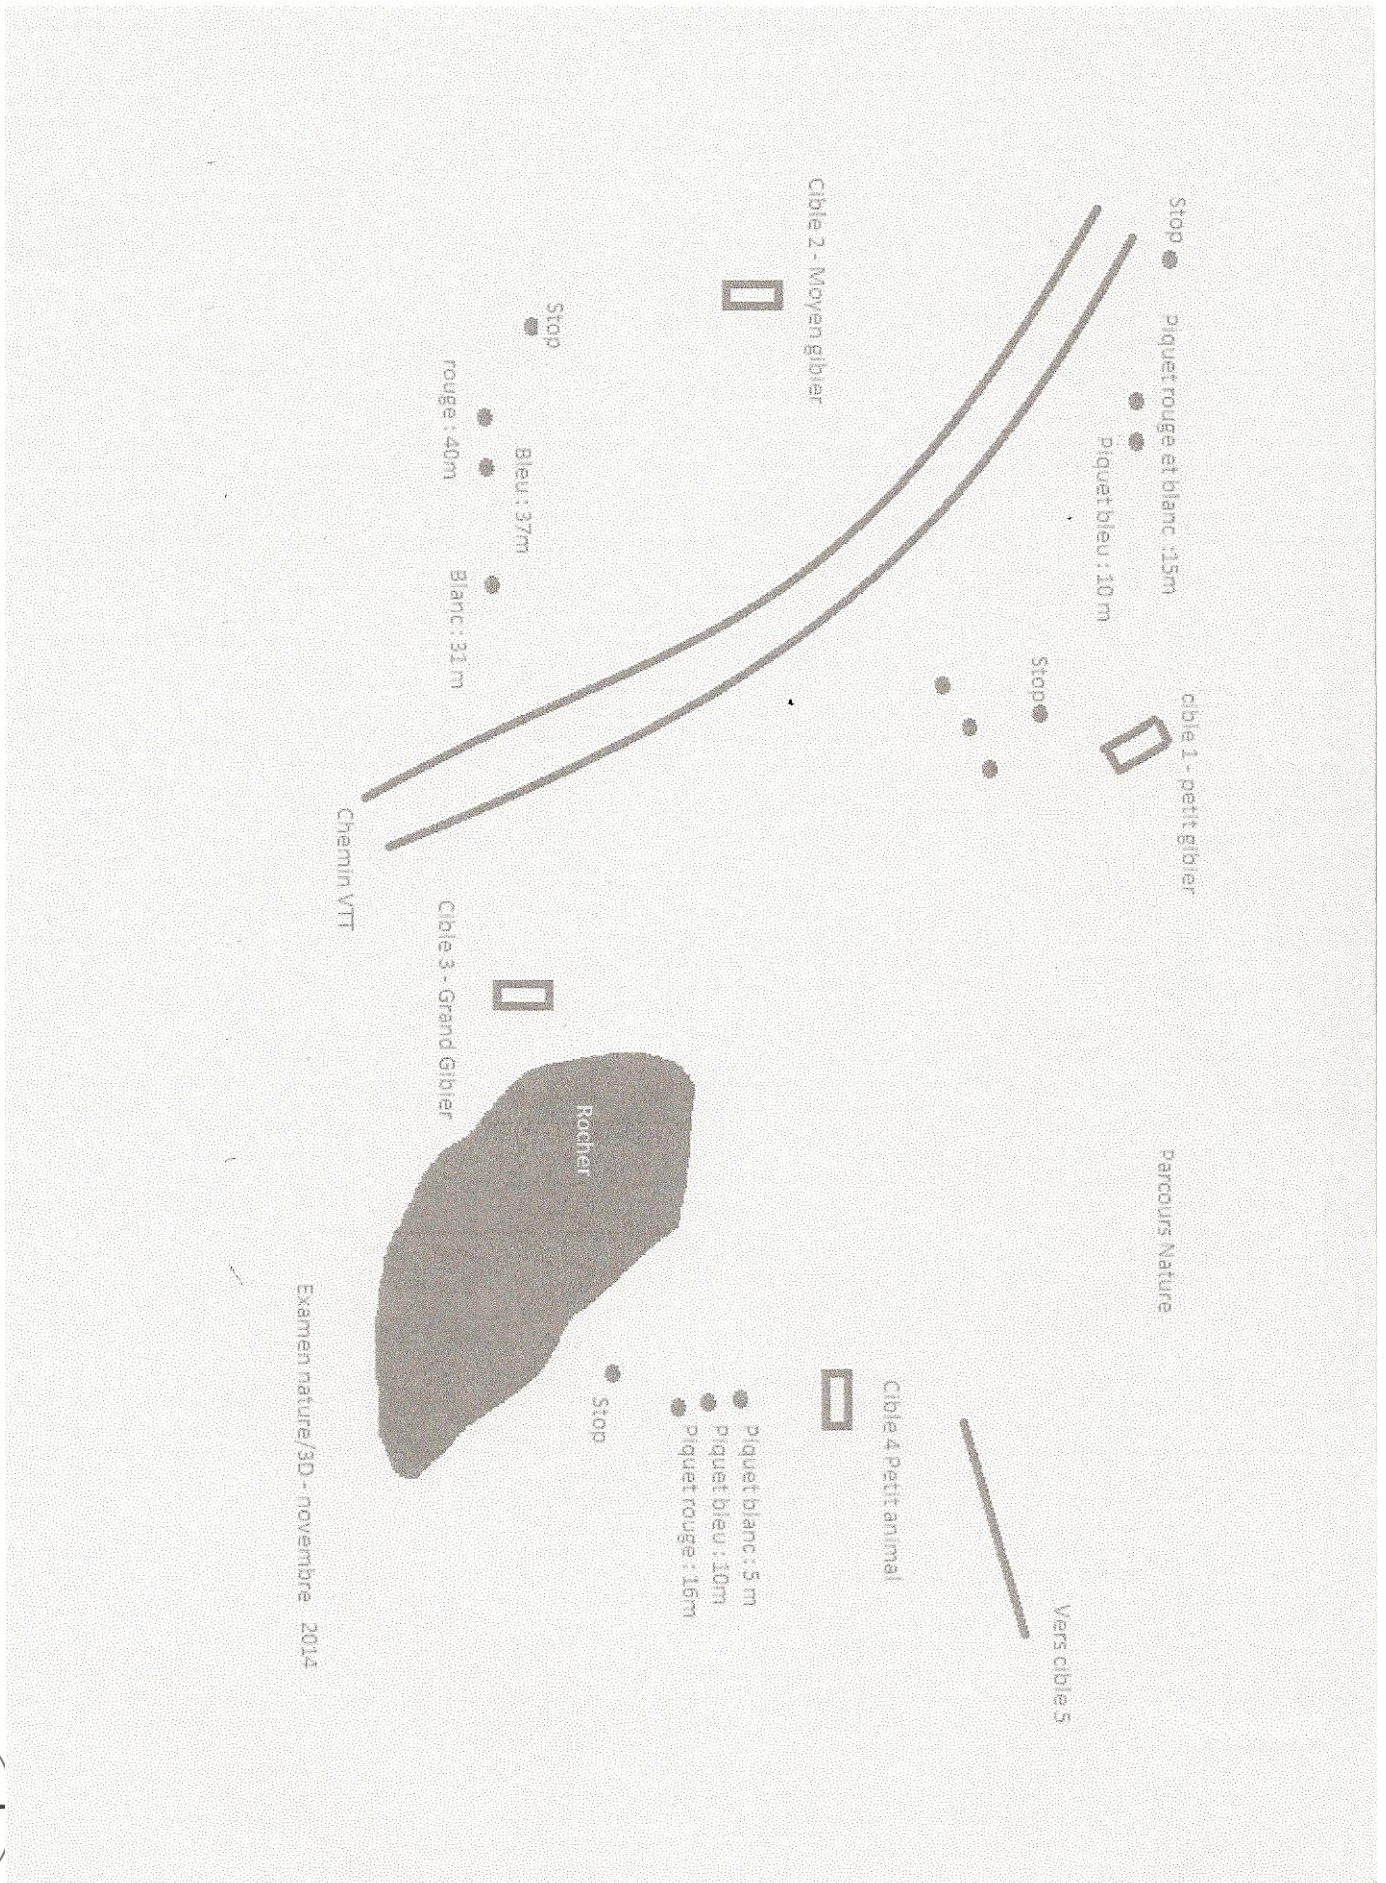 Stop
Piquet rouge et blanc :15m
cible 1 - petit gibier
Parcours Nature
Piquet bleu : 10 m
Vers cible 5
Stop
Cible 4 Petit animal
Cible 2 - Moyen gibier
Piquet blanc : 5 m
Piquet bleu : 10m
Piquet rouge : 16m
Stop
Rocher
Stop
Bleu : 37m
rouge : 40m
Blanc : 31 m
Cible 3 - Grand Gibier
Chemin VTT
Examen nature/3D - novembre 2014